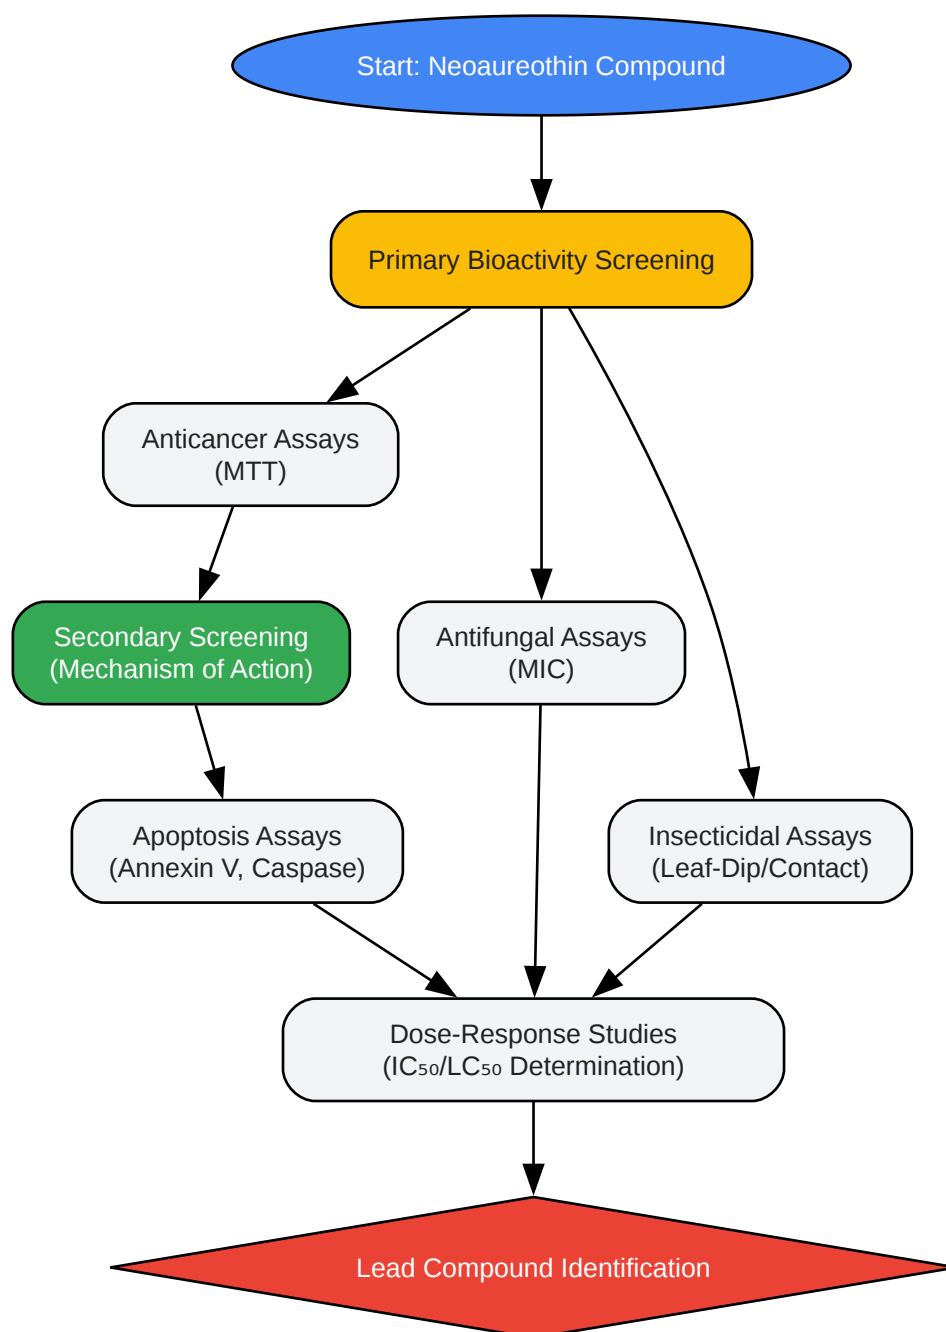 Start: Neoaureothin Compound
Primary Bioactivity Screening
Anticancer Assays
(MTT)
Secondary Screening
(Mechanism of Action)
Antifungal Assays
(MIC)
Apoptosis Assays
(Annexin V, Caspase)
Insecticidal Assays
(Leaf-Dip/Contact)
Dose-Response Studies
(IC₅₀/LC₅₀ Determination)
Lead Compound Identification